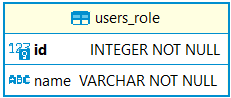 users_role
123 id INTEGER NOT NULL
ABC name VARCHAR NOT NULL